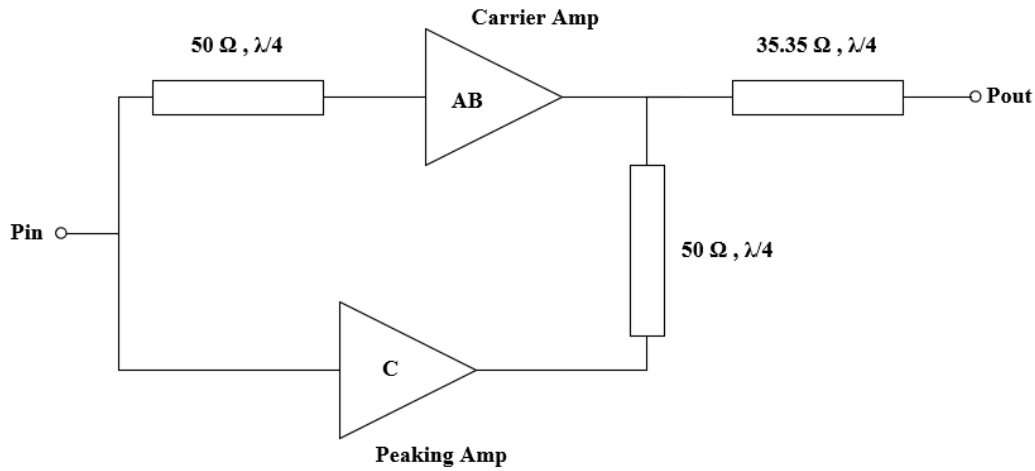 Carrier Amp
50 Ω , λ/4
35.35 Ω, λ/4
AB
Pout
Pin
50 Ω , λ/4
C
Peaking Amp